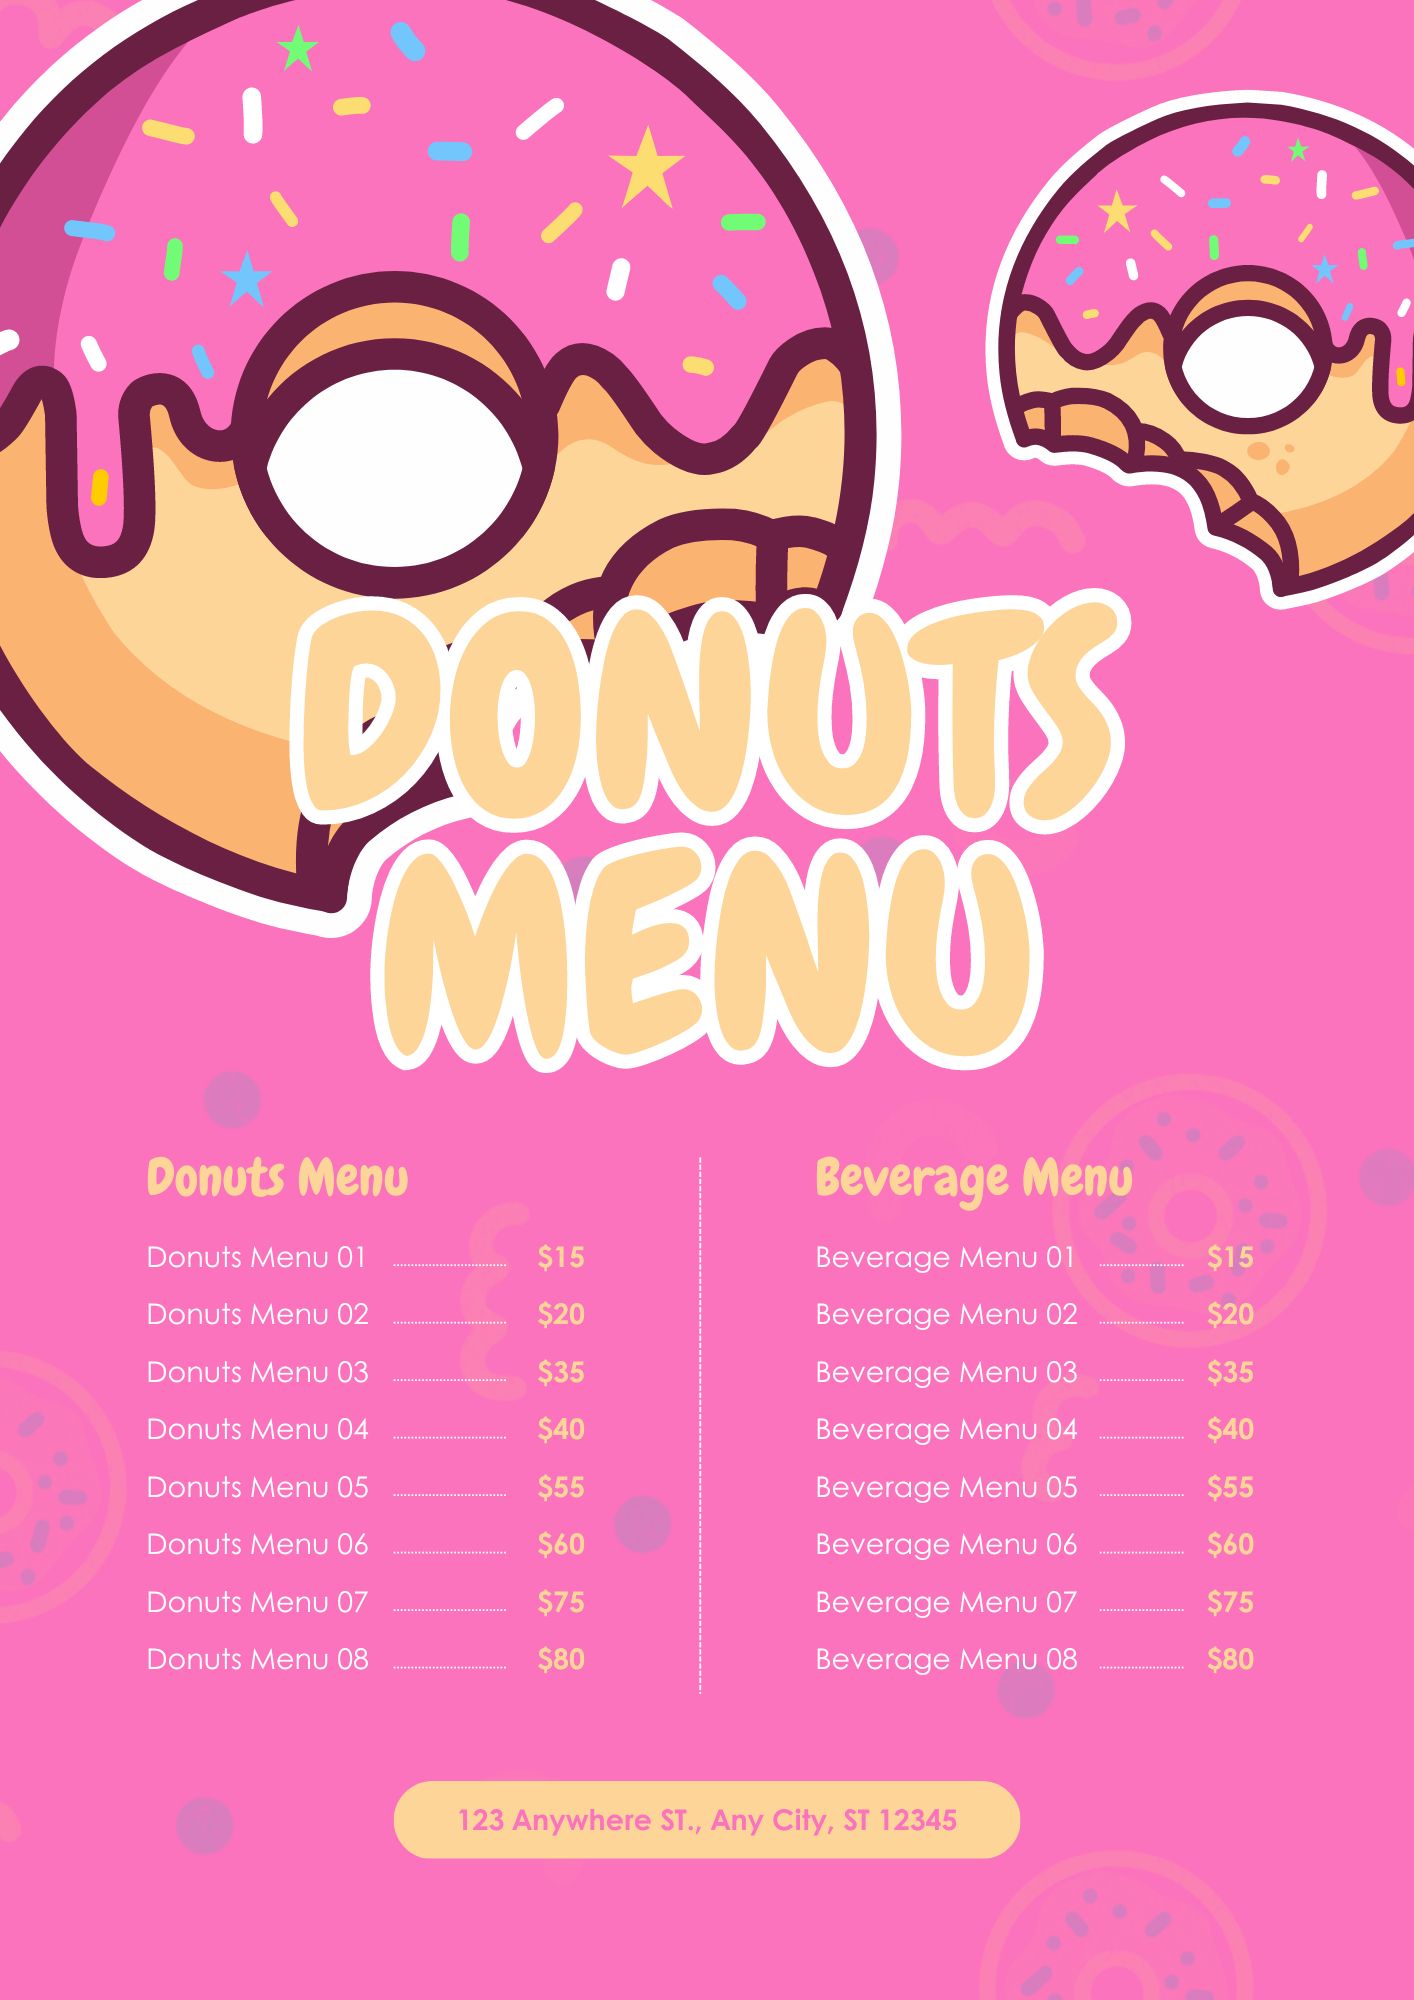 DONUTS
MENU
Donuts Menu
Donuts Menu 01 $15
Donuts Menu 02 $20
Donuts Menu 03 $35
Donuts Menu 04 $40
Donuts Menu 05 $55
Donuts Menu 06 $60
Donuts Menu 07 $75
Donuts Menu 08 $80
Beverage Menu
Beverage Menu 01 $15
Beverage Menu 02 $20
Beverage Menu 03 $35
Beverage Menu 04 $40
Beverage Menu 05 $55
Beverage Menu 06 $60
Beverage Menu 07 $75
Beverage Menu 08 $80
123 Anywhere ST., Any City, ST 12345